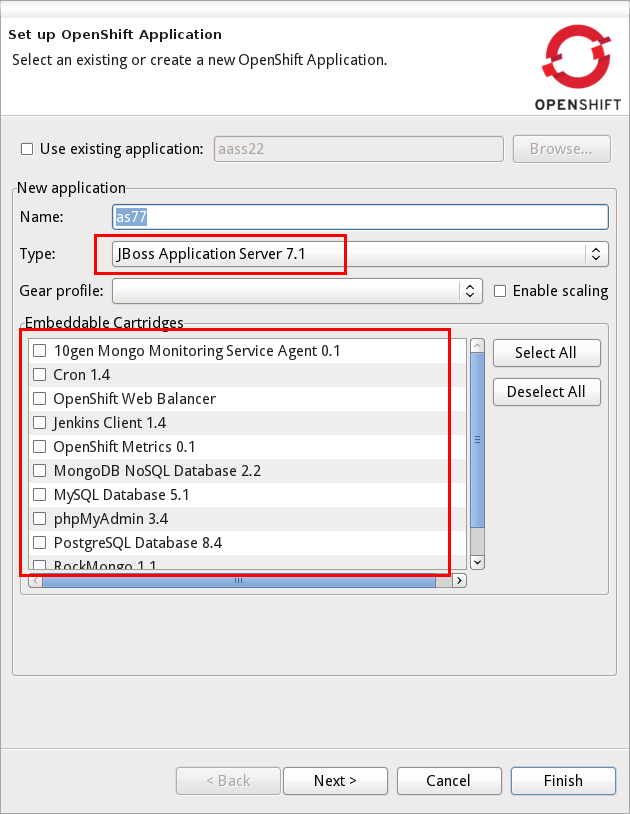 Set up OpenShift Application
Select an existing or create a new OpenShift Application.
OPENSHIFT
Use existing application: aass22 Browse...
New application
Name: as77
Type: JBoss Application Server 7.1
Gear profile: Enable scaling
Embeddable Cartridges
10gen Mongo Monitoring Service Agent 0.1 Select All
Cron 1.4
OpenShift Web Balancer Deselect All
Jenkins Client 1.4
OpenShift Metrics 0.1
MongoDB NoSQL Database 2.2
MySQL Database 5.1
phpMyAdmin 3.4
PostgreSQL Database 8.4
RockMongo 1.1
< Back Next > Cancel Finish